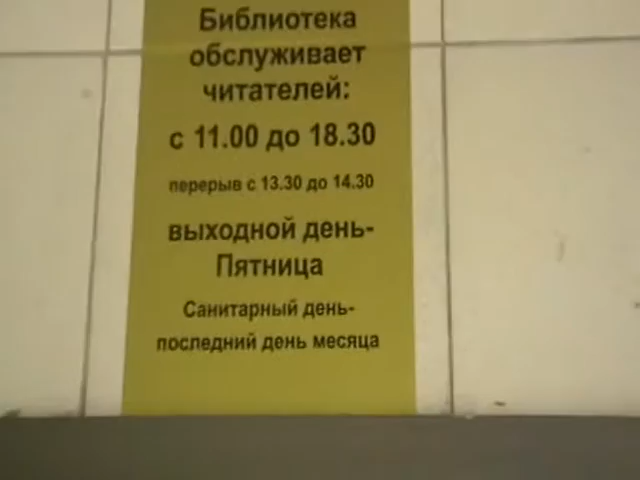 Библиотека
обслуживает
читателей:
с 11.00 до 18.30
перерыв с 13.30 до 14.30
выходной день-
Пятница
Санитарный день-
последний день месяца